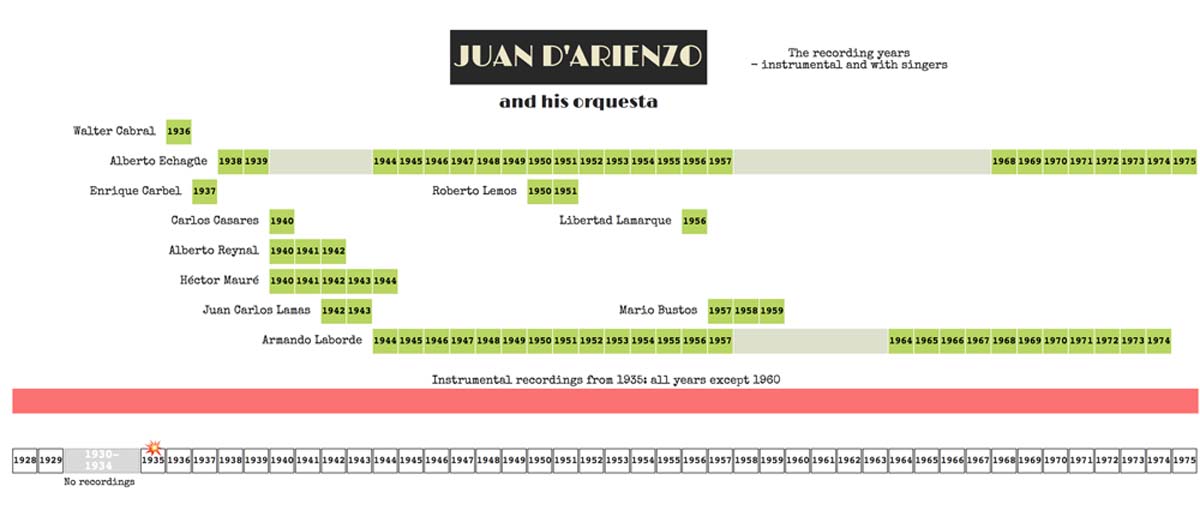 JUAN D'ARIENZO
The recording years
- instrumental and with singers
and his orquesta
Walter Cabral 1936
Alberto Echagüe 1938 1939 1944 1945 1946 1947 1948 1949 1950 1951 1952 1953 1954 1955 1956 1957 1968 1969 1970 1971 1972 1973 1974 1975
Enrique Carbel 1937 Roberto Lemos 1950 1951
Carlos Casares 1940 Libertad Lamarque 1956
Alberto Reynal 1940 1941 1942
Héctor Mauré 1940 1941 1942 1943 1944
Juan Carlos Lamas 1942 1943 Mario Bustos 1957 1958 1959
Armando Laborde 1944 1945 1946 1947 1948 1949 1950 1951 1952 1953 1954 1955 1956 1957 1964 1965 1966 1967 1968 1969 1970 1971 1972 1973 1974
Instrumental recordings from 1935: all years except 1960
1928 1929 1930-1934 1935 1936 1937 1938 1939 1940 1941 1942 1943 1944 1945 1946 1947 1948 1949 1950 1951 1952 1953 1954 1955 1956 1957 1958 1959 1960 1961 1962 1963 1964 1965 1966 1967 1968 1969 1970 1971 1972 1973 1974 1975
No recordings